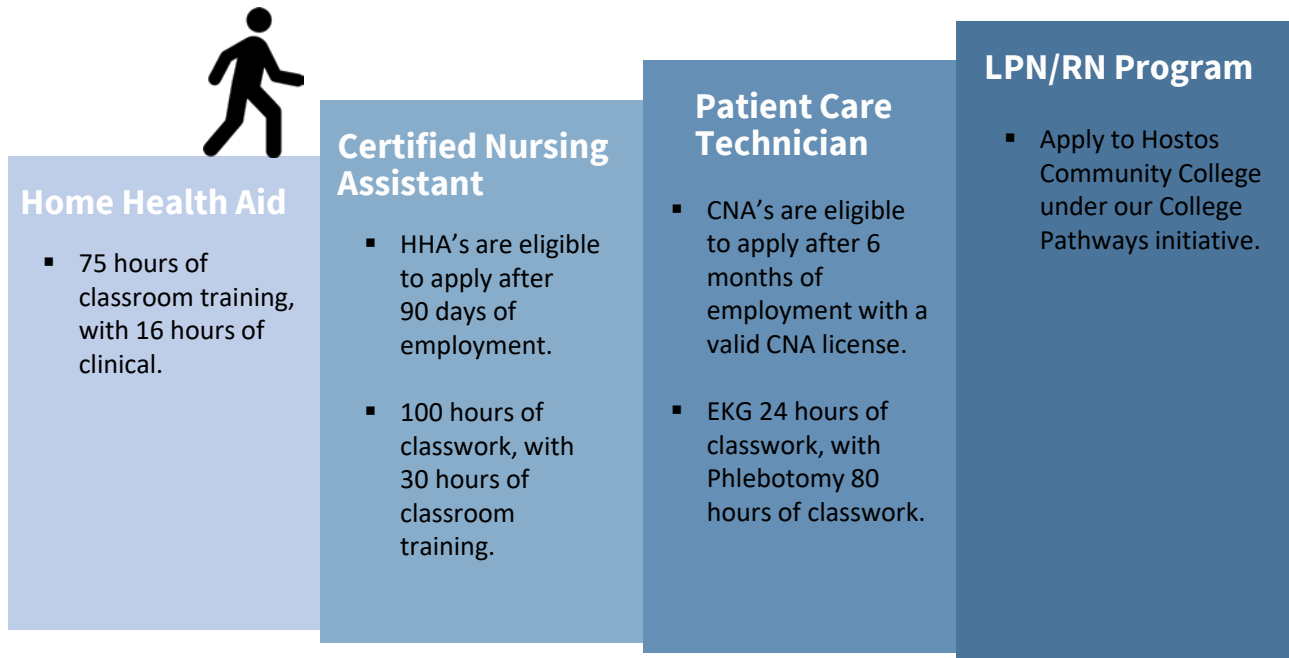 Home Health Aid
▪ 75 hours of
classroom training,
with 16 hours of
clinical.
Certified Nursing
Assistant
▪ HHA’s are eligible
to apply after
90 days of
employment.
▪ 100 hours of
classwork, with
30 hours of
classroom
training.
Patient Care
Technician
▪ CNA’s are eligible
to apply after 6
months of
employment with a
valid CNA license.
▪ EKG 24 hours of
classwork, with
Phlebotomy 80
hours of classwork.
LPN/RN Program
▪ Apply to Hostos
Community College
under our College
Pathways initiative.